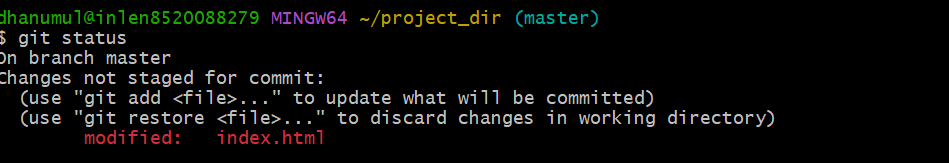 dhanumul@inlen8520088279 MINGW64 ~/project_dir (master)
$ git status
On branch master
Changes not staged for commit:
  (use "git add <file>..." to update what will be committed)
  (use "git restore <file>..." to discard changes in working directory)
        modified:   index.html